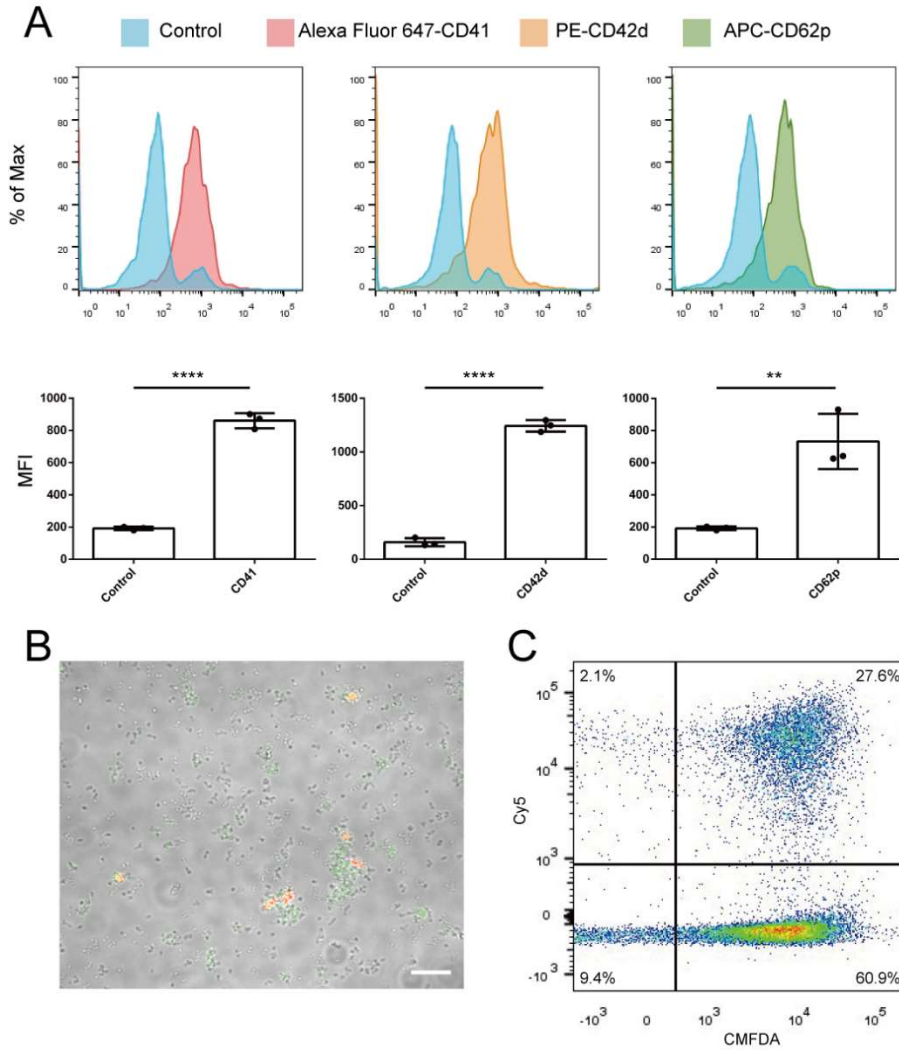 A
Control Alexa Fluor 647-CD41 PE-CD42d APC-CD62p
% of Max
100
80
60
40
20
0
10^0 10^1 10^2 10^3 10^4 10^5
100
80
60
40
20
0
10^0 10^1 10^2 10^3 10^4 10^5
100
80
60
40
20
0
10^0 10^1 10^2 10^3 10^4 10^5
MFI
****
1000
800
600
400
200
0
Control CD41
****
1500
1000
500
0
Control CD42d
**
1000
800
600
400
200
0
Control CD62p
B
C
2.1% 27.6%
9.4% 60.9%
Cy5
10^5
10^4
10^3
0
-10^3
-10^3 0 10^3 10^4 10^5
CMFDA